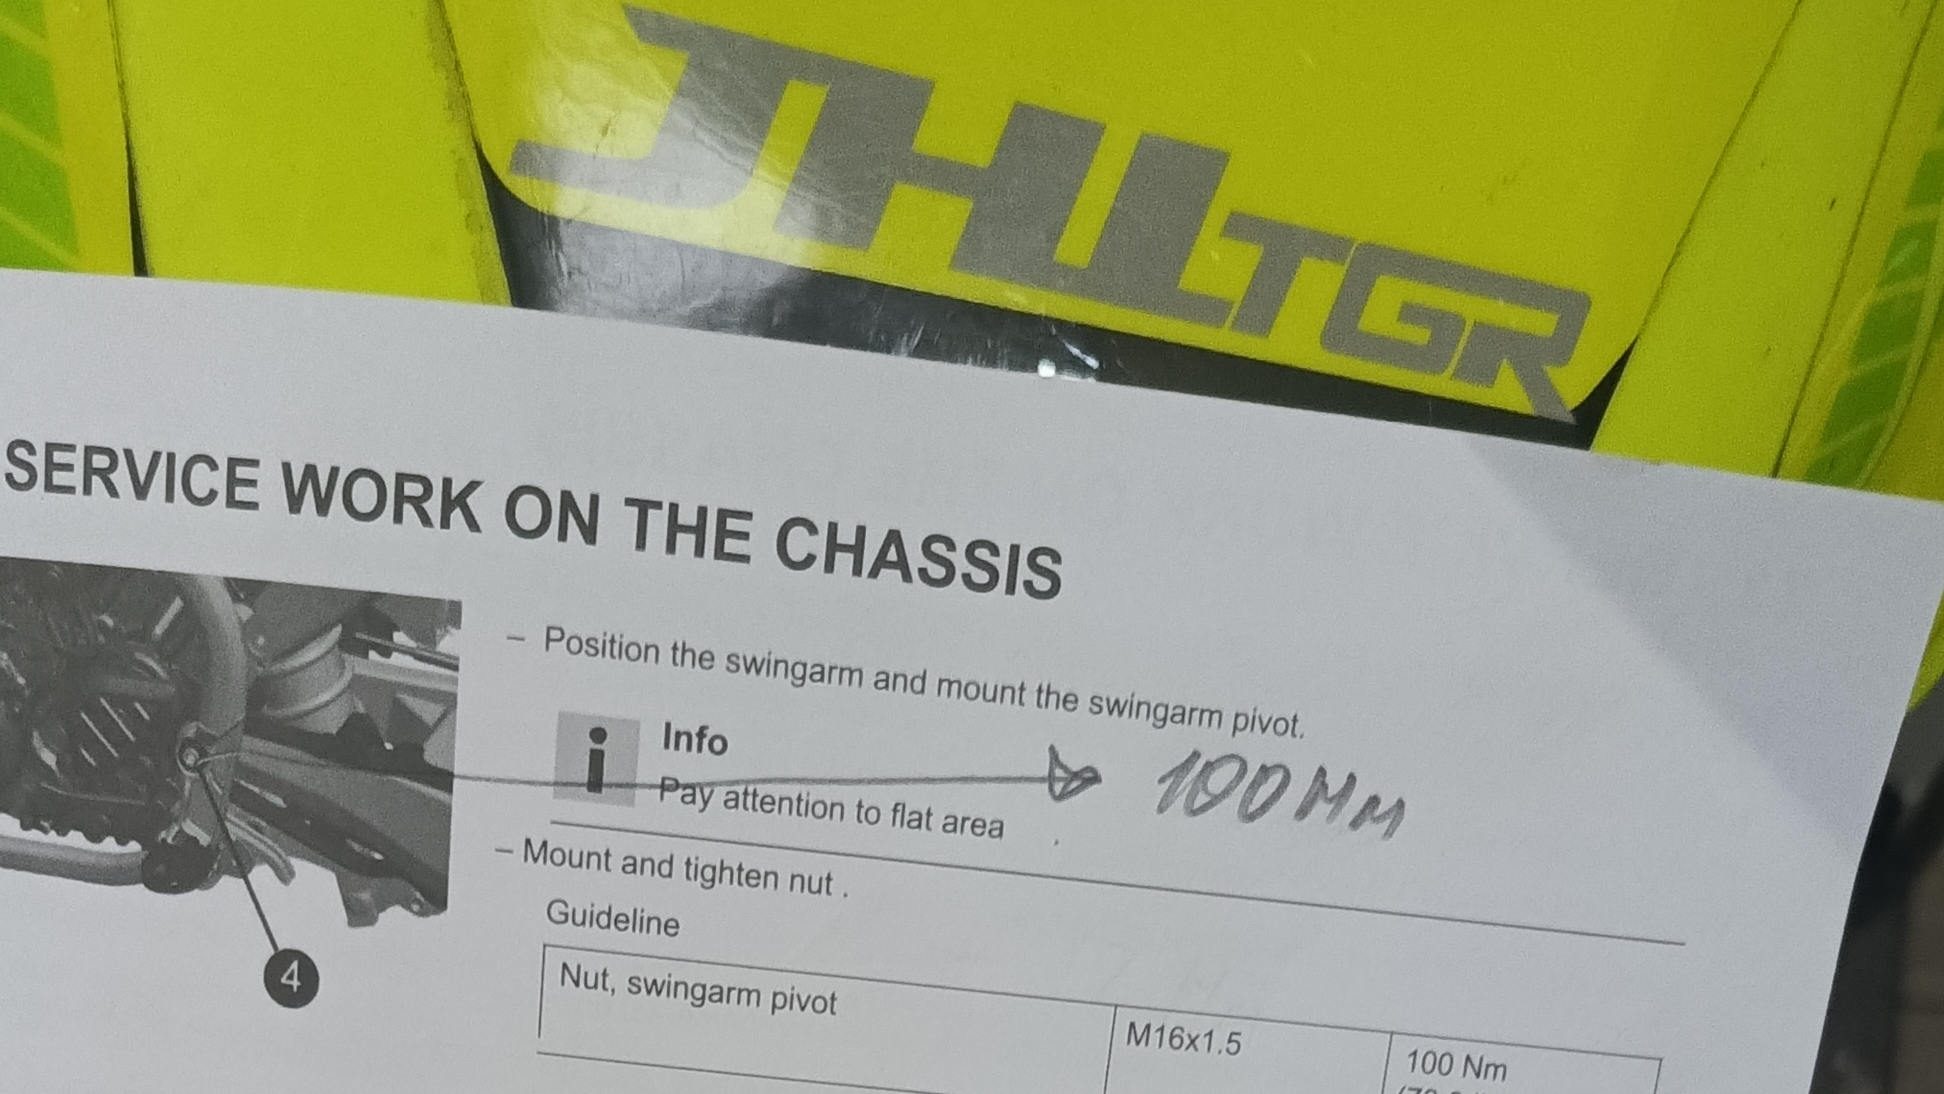 JHLTGR
SERVICE WORK ON THE CHASSIS
– Position the swingarm and mount the swingarm pivot.
i Info
100 Нм
Pay attention to flat area
– Mount and tighten nut .
Guideline
Nut, swingarm pivot
M16x1.5
100 Nm
4